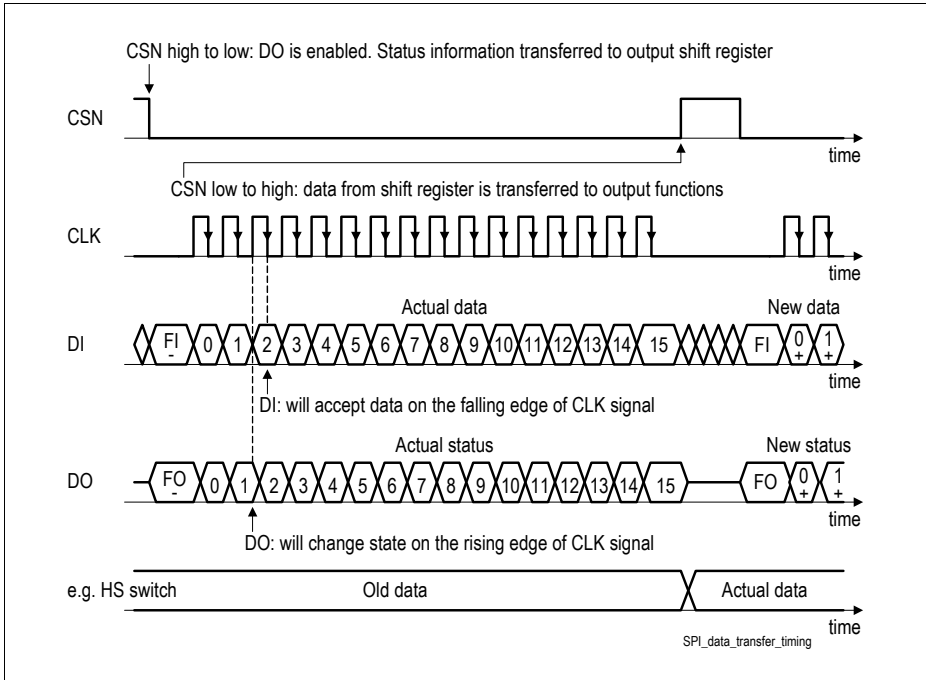 CSN high to low: DO is enabled. Status information transferred to output shift register
CSN
time
CSN low to high: data from shift register is transferred to output functions
CLK
time
Actual data
New data
DI
FI
-
0 1 2 3 4 5 6 7 8 9 10 11 12 13 14 15
FI
0
+
1
+
time
DI: will accept data on the falling edge of CLK signal
Actual status
New status
DO
FO
-
0 1 2 3 4 5 6 7 8 9 10 11 12 13 14 15
FO
0
+
1
+
time
DO: will change state on the rising edge of CLK signal
e.g. HS switch
Old data
Actual data
time
SPI_data_transfer_timing